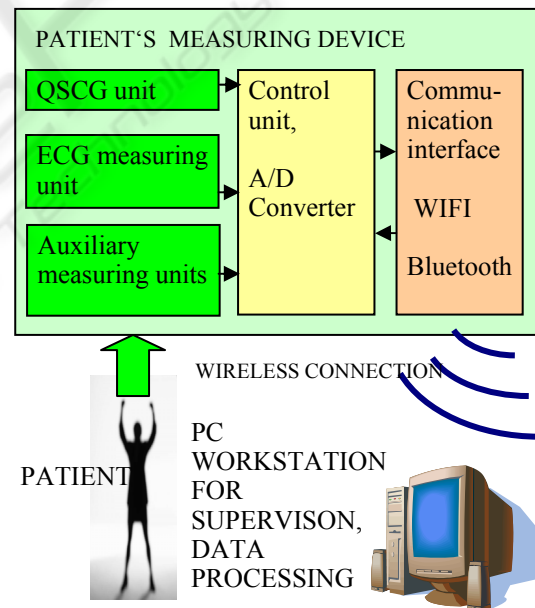 PATIENT‘S MEASURING DEVICE
QSCG unit
ECG measuring
unit
Auxiliary
measuring units
Control
unit,
A/D
Converter
Commu-
nication
interface
WIFI
Bluetooth
WIRELESS CONNECTION
PATIENT
PC
WORKSTATION
FOR
SUPERVISON,
DATA
PROCESSING